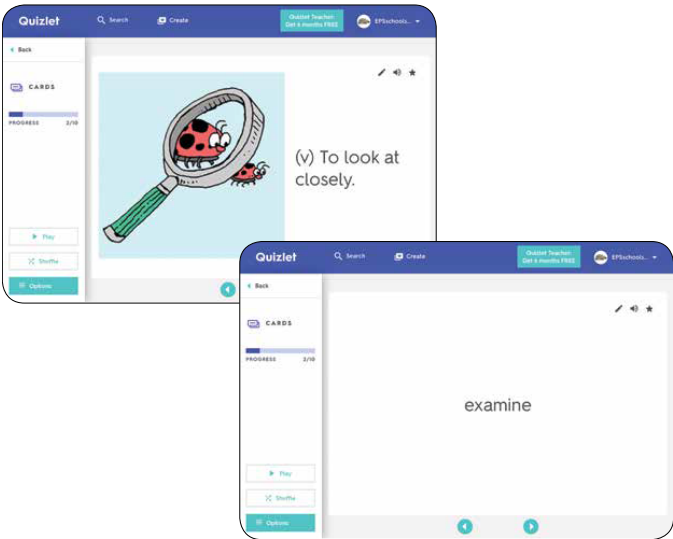 Quizlet
Search
Create
Quizlet Teacher:
Get 6 months FREE
EPSschools...
Back
CARDS
PROGRESS 2/10
(v) To look at
closely.
Play
Shuffle
Options
Quizlet
Search
Create
Quizlet Teacher:
Get 6 months FREE
EPSschools...
Back
CARDS
PROGRESS 2/10
examine
Play
Shuffle
Options